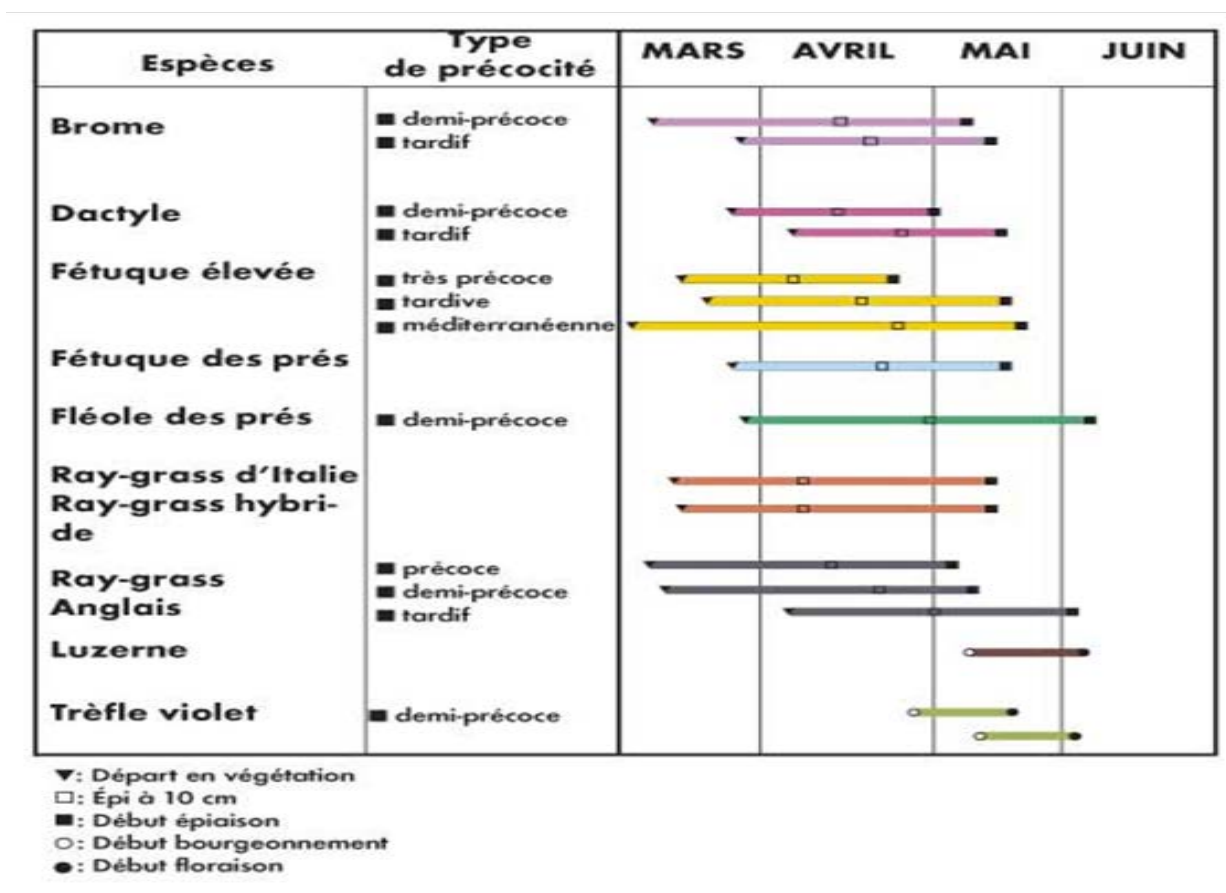 Espèces
Type
de précocité
MARS
AVRIL
MAI
JUIN
Brome
■ demi-précoce
■ tardif
Dactyle
■ demi-précoce
■ tardif
Fétuque élevée
■ très précoce
■ tardive
■ méditerranéenne
Fétuque des prés
Fléole des prés
■ demi-précoce
Ray-grass d'Italie
Ray-grass hybri-
de
Ray-grass
Anglais
■ précoce
■ demi-précoce
■ tardif
Luzerne
Trèfle violet
■ demi-précoce
▼: Départ en végétation
□: Épi à 10 cm
■: Début épiaison
○: Début bourgeonnement
●: Début floraison